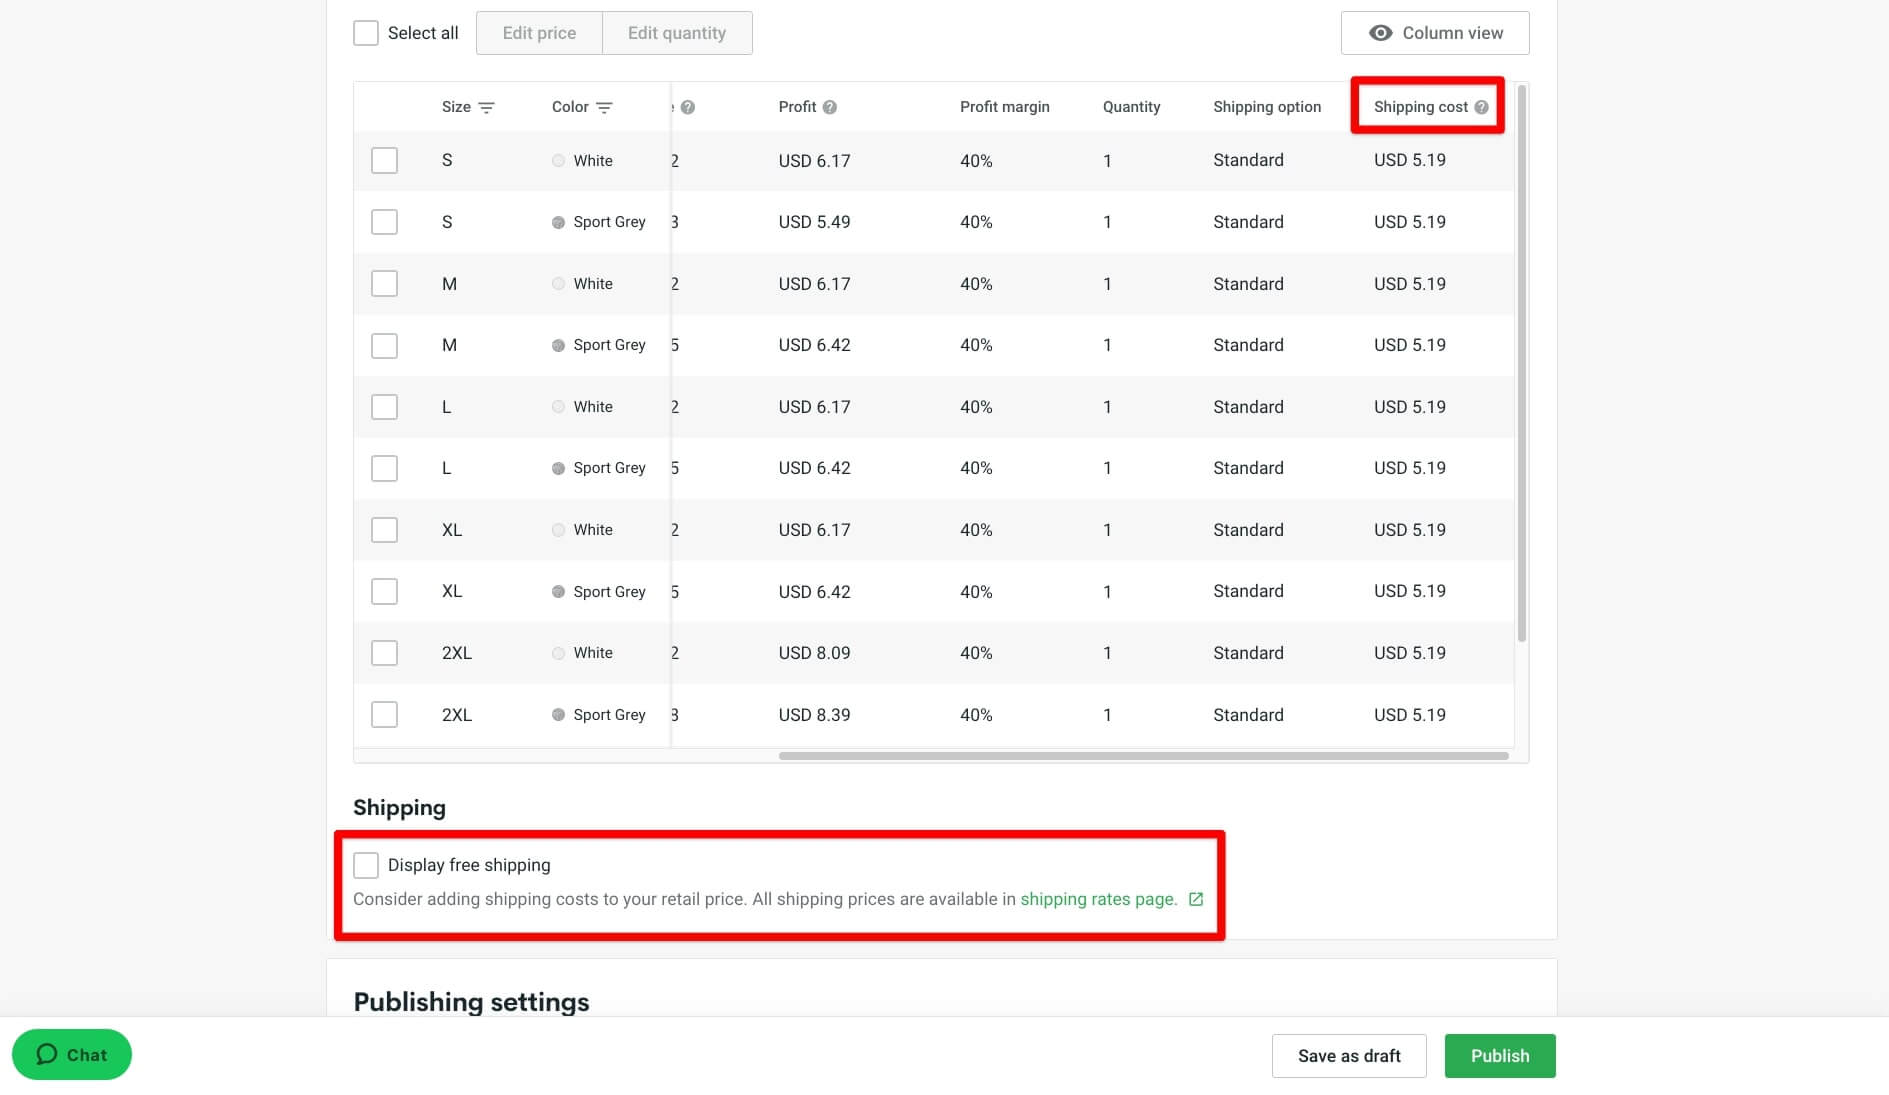 Select all Edit price Edit quantity Column view
Size Color Profit Profit margin Quantity Shipping option Shipping cost
S White 2 USD 6.17 40% 1 Standard USD 5.19
S Sport Grey 3 USD 5.49 40% 1 Standard USD 5.19
M White 2 USD 6.17 40% 1 Standard USD 5.19
M Sport Grey 5 USD 6.42 40% 1 Standard USD 5.19
L White 2 USD 6.17 40% 1 Standard USD 5.19
L Sport Grey 5 USD 6.42 40% 1 Standard USD 5.19
XL White 2 USD 6.17 40% 1 Standard USD 5.19
XL Sport Grey 5 USD 6.42 40% 1 Standard USD 5.19
2XL White 2 USD 8.09 40% 1 Standard USD 5.19
2XL Sport Grey 8 USD 8.39 40% 1 Standard USD 5.19
Shipping
Display free shipping
Consider adding shipping costs to your retail price. All shipping prices are available in shipping rates page.
Publishing settings
Chat Save as draft Publish